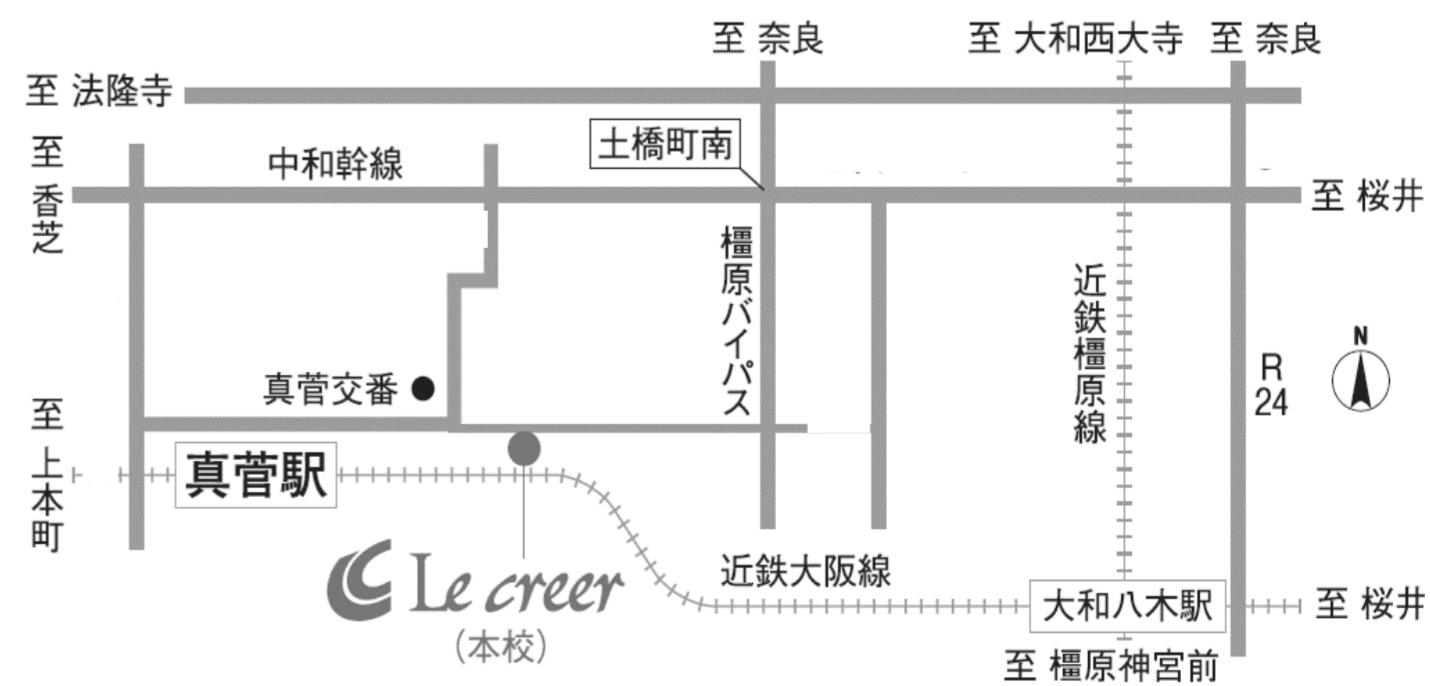 至 奈良
至 大和西大寺
至 奈良
至 法隆寺
土橋町南
至香芝
中和幹線
至 桜井
橿原バイパス
近鉄橿原線
N
R
24
真菅交番
至上本町
真菅駅
近鉄大阪線
Le creer
(本校)
大和八木駅
至 桜井
至 橿原神宮前